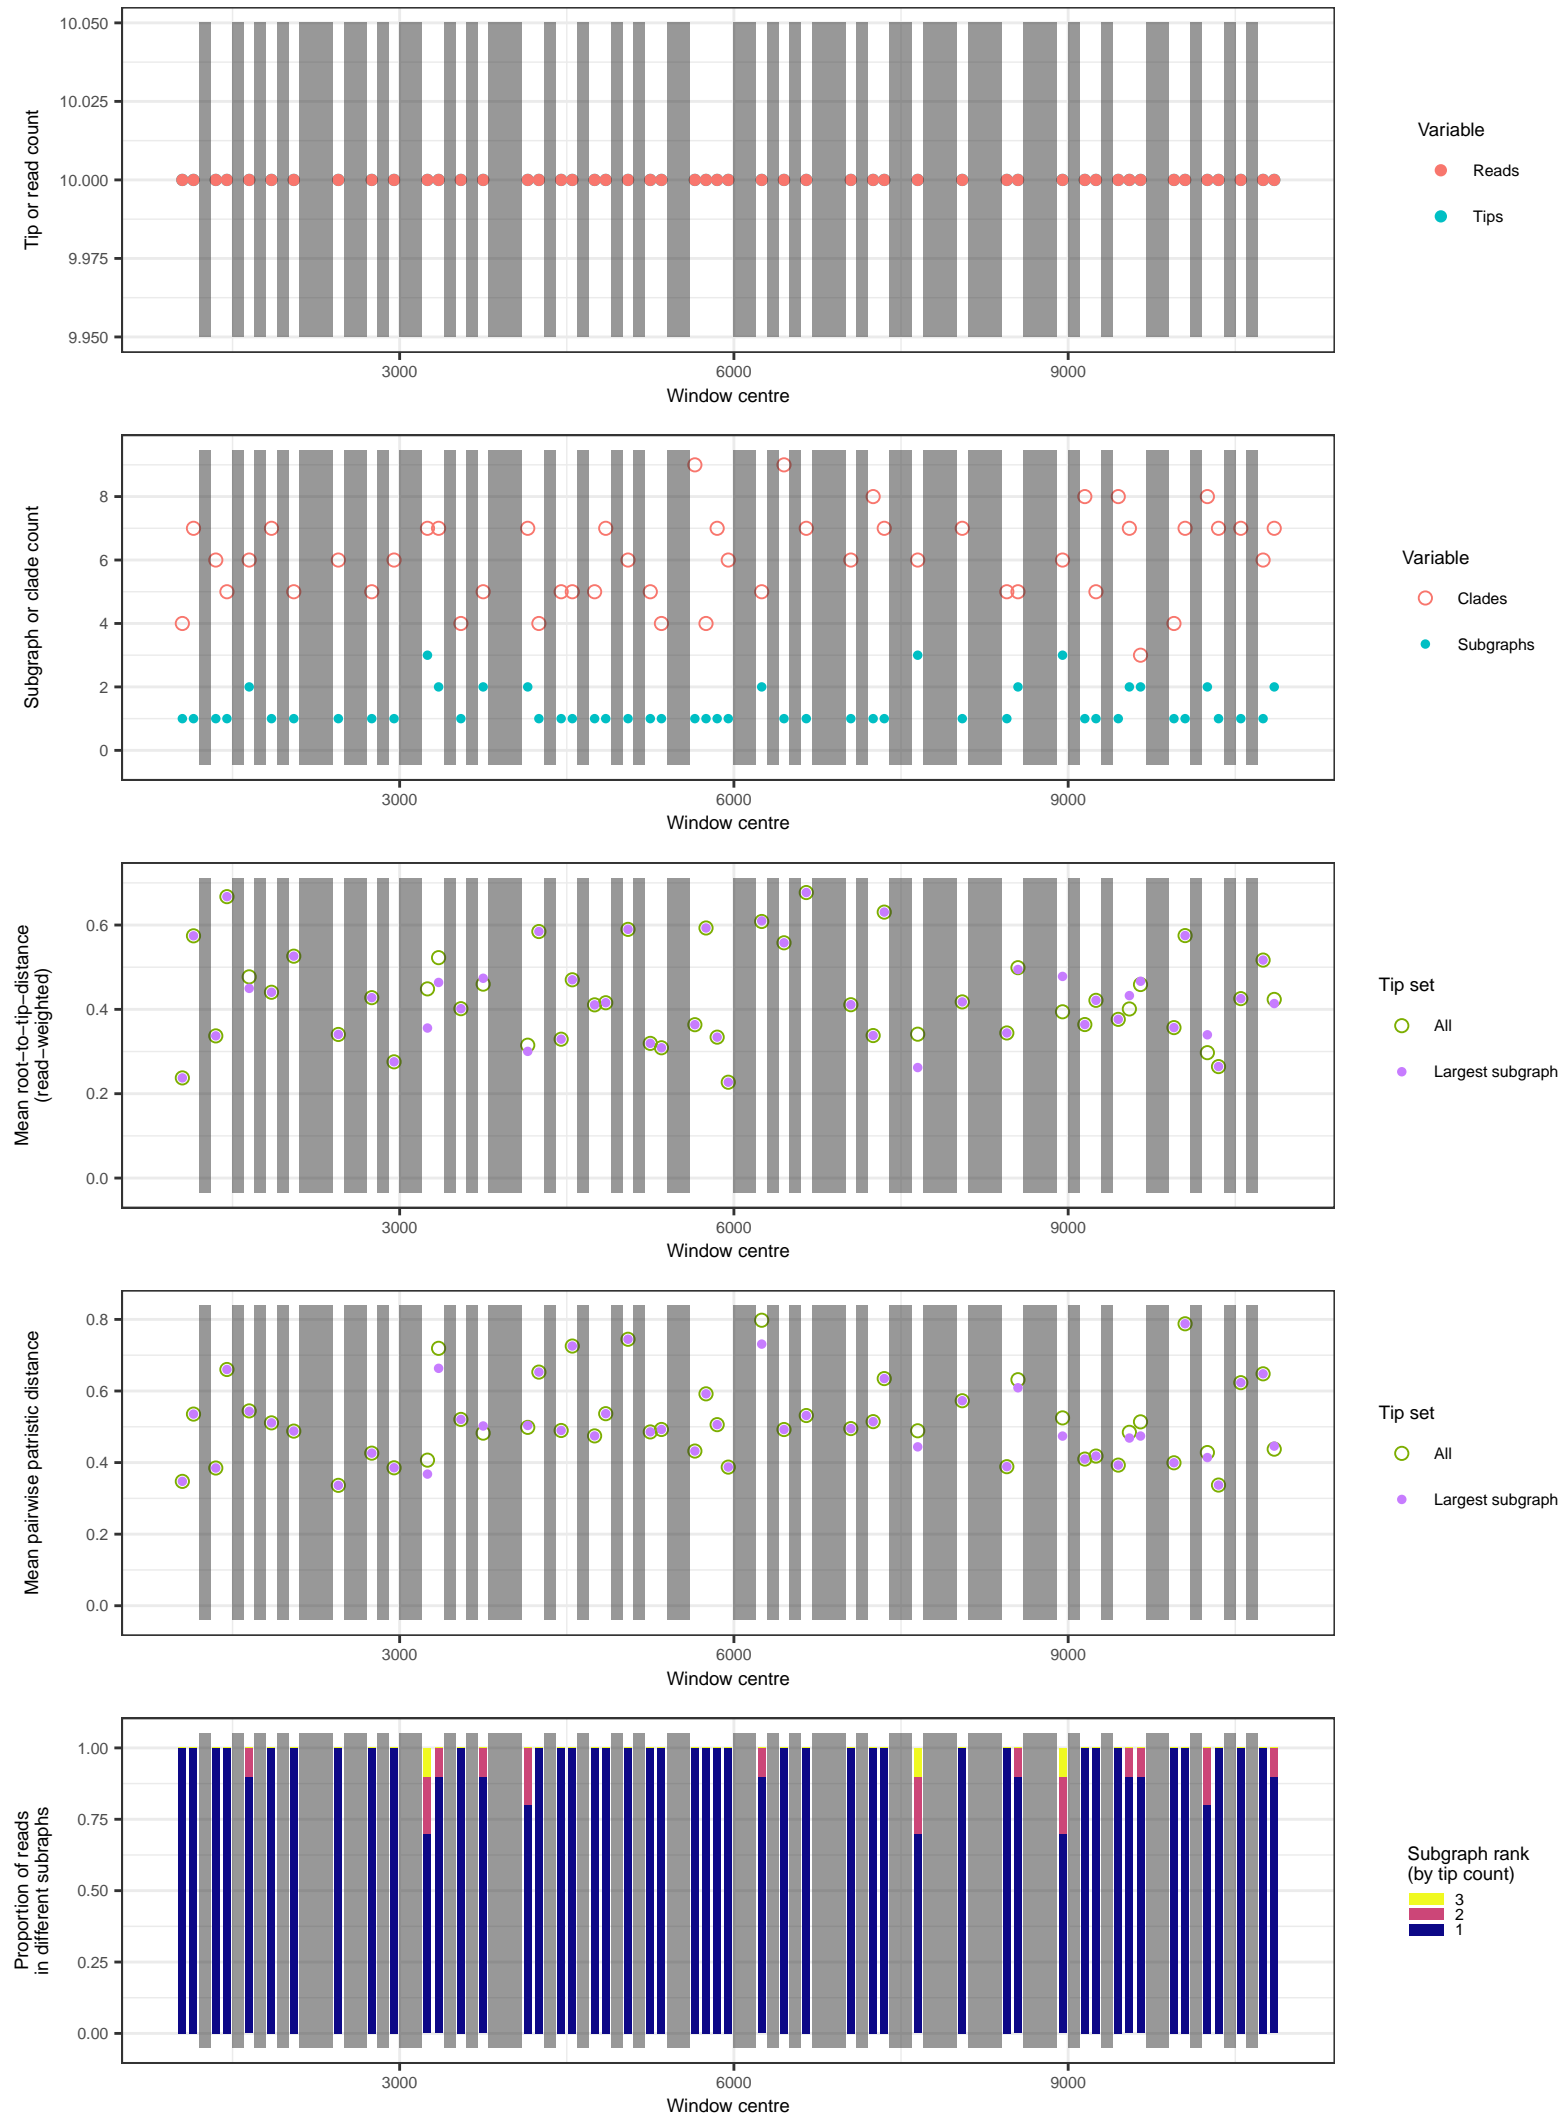 10.050
10.025
10.000
9.975
9.950
Tip or read count
3000
6000
9000
Window centre
Variable
Reads
Tips
8
6
4
2
0
Subgraph or clade count
3000
6000
9000
Window centre
Variable
Clades
Subgraphs
0.6
0.4
0.2
0.0
Mean root−to−tip−distance
(read−weighted)
3000
6000
9000
Window centre
Tip set
All
Largest subgraph
0.8
0.6
0.4
0.2
0.0
Mean pairwise patristic distance
3000
6000
9000
Window centre
Tip set
All
Largest subgraph
1.00
0.75
0.50
0.25
0.00
Proportion of reads
in different subraphs
3000
6000
9000
Window centre
Subgraph rank
(by tip count)
3
2
1